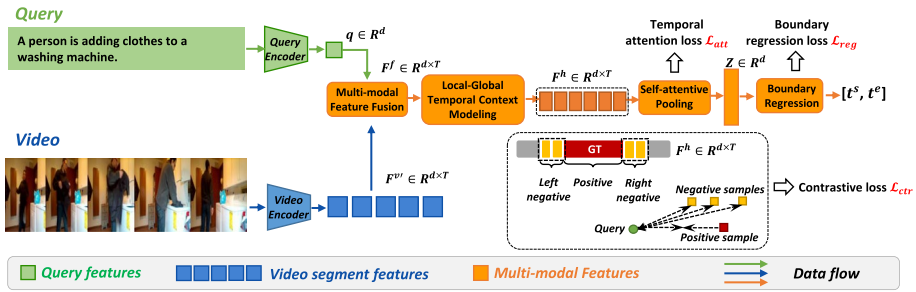 Query
A person is adding clothes to a
washing machine.
Query
Encoder
q ∈ R^d
F^f ∈ R^{d×T}
Multi-modal
Feature Fusion
Local-Global
Temporal Context
Modeling
F^h ∈ R^{d×T}
Temporal
attention loss ℒ_att
Self-attentive
Pooling
Z ∈ R^d
Boundary
regression loss ℒ_reg
Boundary
Regression
[t^s, t^e]
Video
Video
Encoder
F^{v′} ∈ R^{d×T}
GT
F^h ∈ R^{d×T}
Left
negative
Positive
Right
negative
Negative samples
Query
Positive sample
Contrastive loss ℒ_ctr
Query features
Video segment features
Multi-modal Features
Data flow